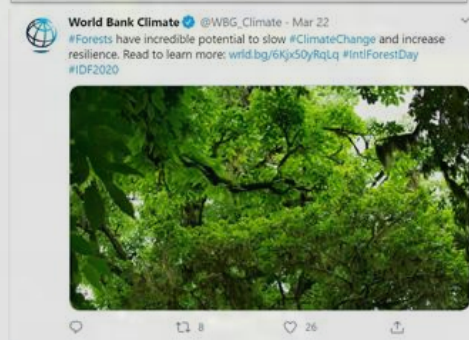 World Bank Climate @WBG_Climate · Mar 22
#Forests have incredible potential to slow #ClimateChange and increase
resilience. Read to learn more: wrld.bg/6Kjx50yRqLq #IntlForestDay
#IDF2020
8 26